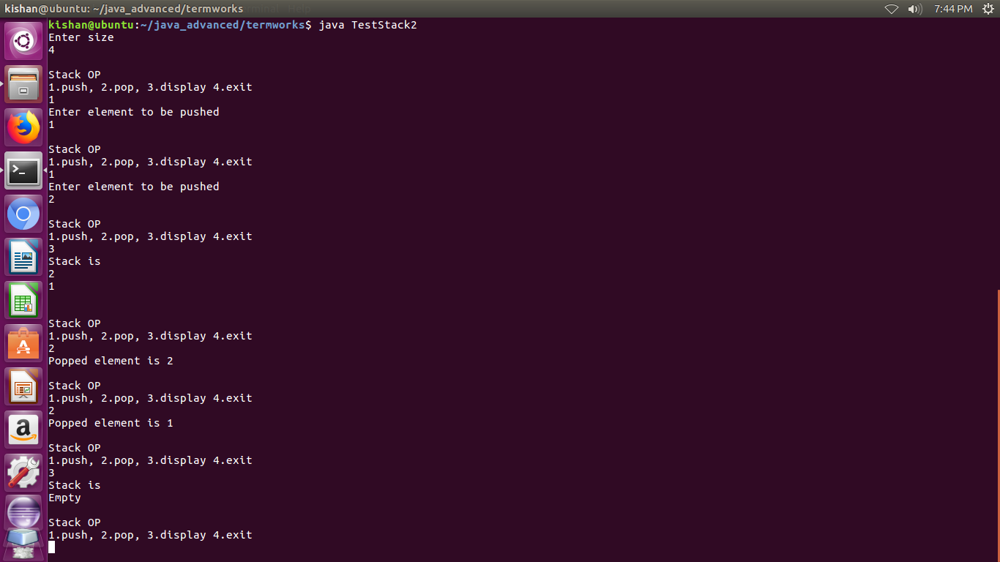 kishan@ubuntu: ~/java_advanced/termworks
7:44 PM
kishan@ubuntu:~/java_advanced/termworks$ java TestStack2
Enter size
4
Stack OP
1.push, 2.pop, 3.display 4.exit
1
Enter element to be pushed
1
Stack OP
1.push, 2.pop, 3.display 4.exit
1
Enter element to be pushed
2
Stack OP
1.push, 2.pop, 3.display 4.exit
3
Stack is
2
1
Stack OP
1.push, 2.pop, 3.display 4.exit
2
Popped element is 2
Stack OP
1.push, 2.pop, 3.display 4.exit
2
Popped element is 1
Stack OP
1.push, 2.pop, 3.display 4.exit
3
Stack is
Empty
Stack OP
1.push, 2.pop, 3.display 4.exit